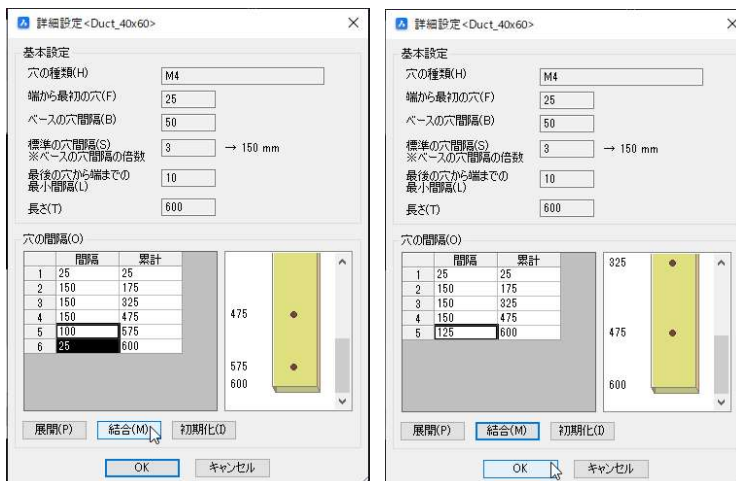 詳細設定<Duct_40x60>
基本設定
穴の種類(H) M4
端から最初の穴(F) 25
ベースの穴間隔(B) 50
標準の穴間隔(S) 3 → 150 mm
※ベースの穴間隔の倍数
最後の穴から端までの 10
最小間隔(L)
長さ(T) 600
穴の間隔(O)
間隔 累計
1 25 25
2 150 175
3 150 325
4 150 475
5 100 575
6 25 600
475
575
600
展開(P) 結合(M) 初期化(I)
OK キャンセル
詳細設定<Duct_40x60>
基本設定
穴の種類(H) M4
端から最初の穴(F) 25
ベースの穴間隔(B) 50
標準の穴間隔(S) 3 → 150 mm
※ベースの穴間隔の倍数
最後の穴から端までの 10
最小間隔(L)
長さ(T) 600
穴の間隔(O)
間隔 累計
1 25 25
2 150 175
3 150 325
4 150 475
5 125 600
325
475
600
展開(P) 結合(M) 初期化(I)
OK キャンセル